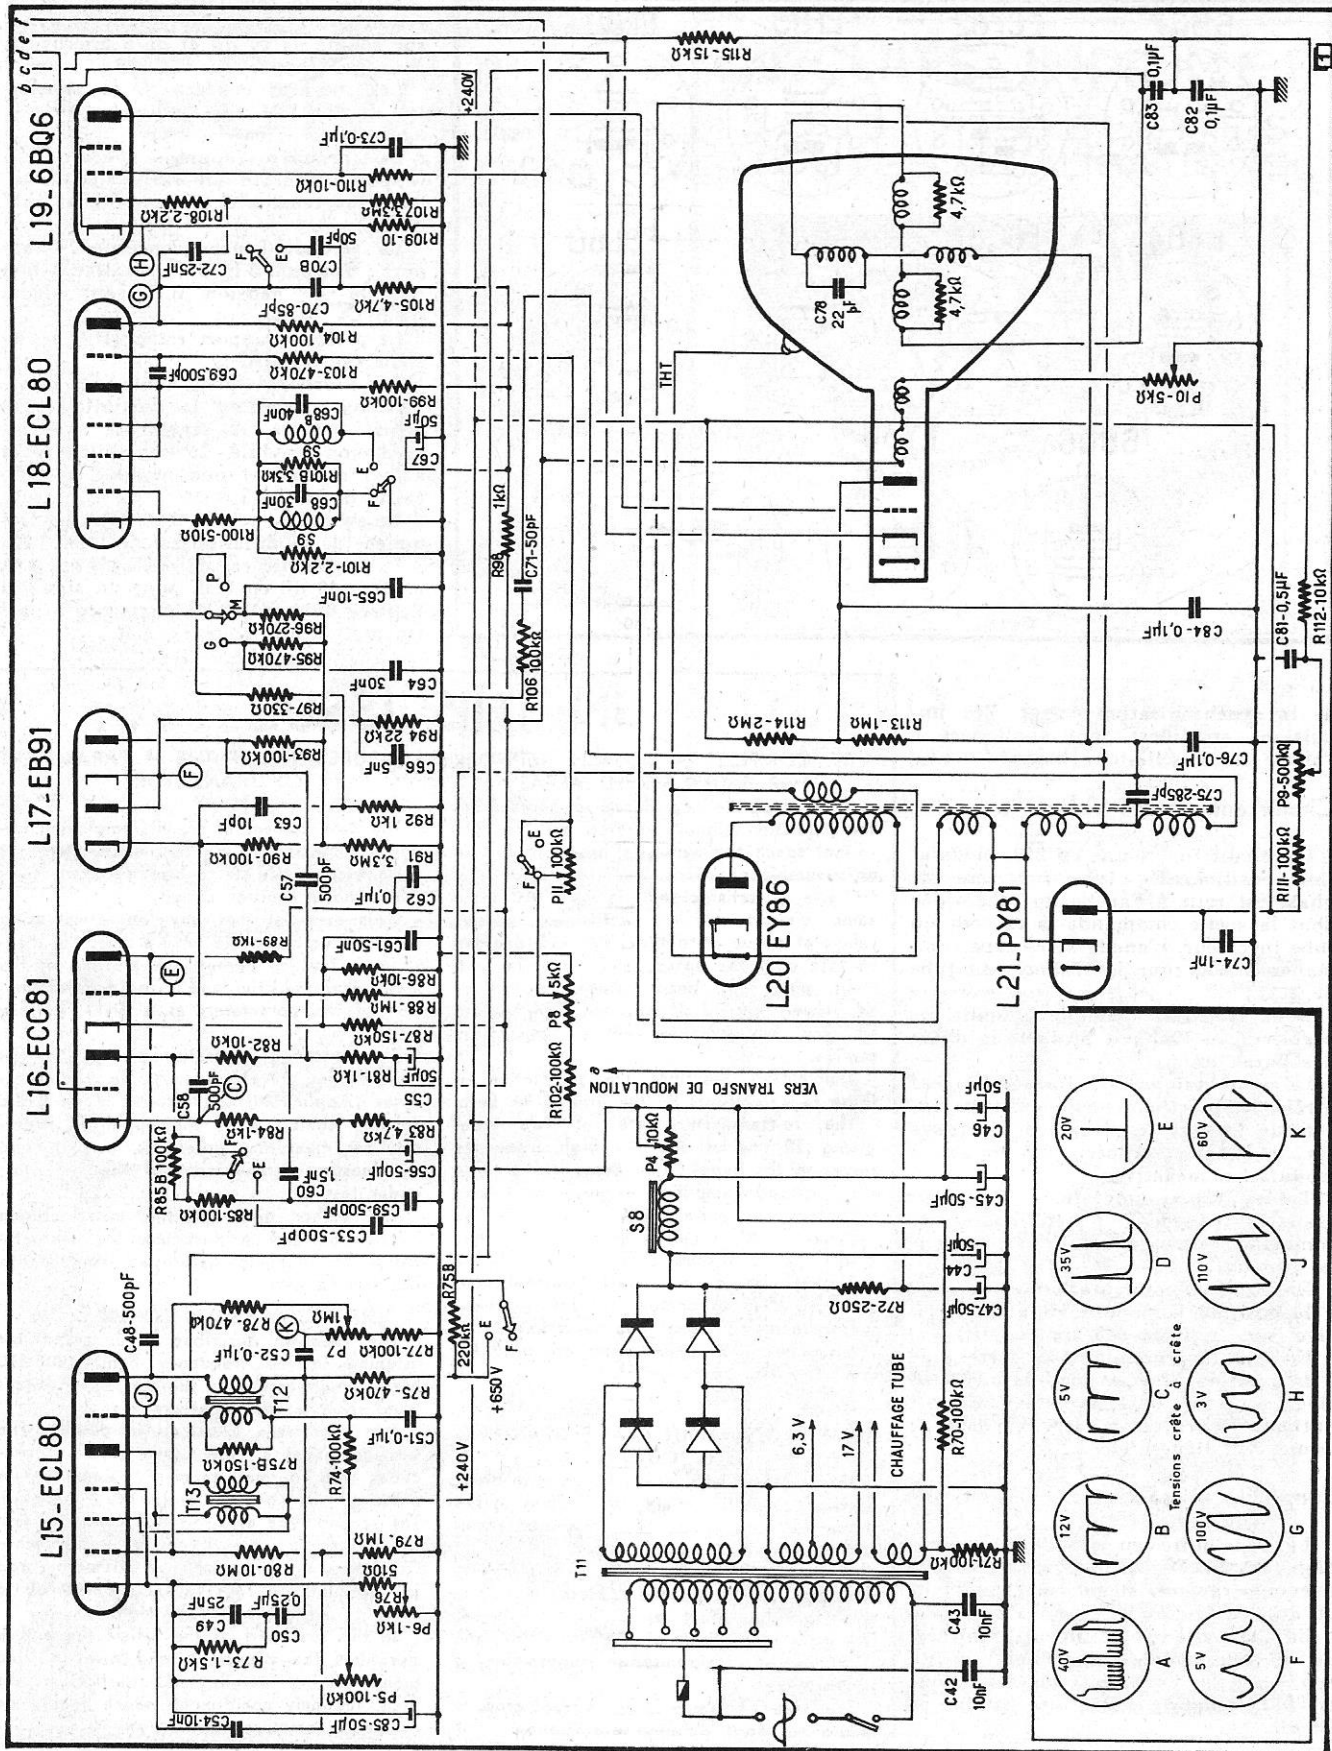 L15_ECL80
L16_ECC81
L17_EB91
L18_ECL80
L19_6BQ6
b c d e f
J
C48-500pF
R78-470kΩ
K
C52-0,1µF
1MΩ
P7
R77-100kΩ
T12
R75-470kΩ
R75B-150kΩ
T13
R74-100kΩ
C51-0,1µF
R79.1MΩ
R80-10MΩ
510Ω
R76
P6-1kΩ
25nF
C49
0,25µF
C50
R73-1,5kΩ
P5-100kΩ
C54-10nF
C85-50µF
+240V
+650V
R75B
220kΩ
E
F
E
R89-1kΩ
R82-10kΩ
C58
500pF
C
R84-1kΩ
R85B 100kΩ
R85-100kΩ
F
E
C60
1,5nF
C61-50nF
R86-10kΩ
R88-1MΩ
R87-150kΩ
R81-1kΩ
50µF
C55
R83-4,7kΩ
C56-50µF
C59-500pF
C53-500pF
F
R93-100kΩ
10pF
C63
R90-100kΩ
C57
500pF
R94 22Ω
C66
5nF
R92 1kΩ
R91
3,3kΩ
0,1µF
C62
R97-330Ω
G
P
M
R96-270kΩ
R95-470kΩ
C65-10nF
30nF
C64
R100-510Ω
R101-2,2kΩ
S9
30nF
C68
R101B
3,3kΩ
S9
40nF
C68B
F
E
C67
50µF
C69.500pF
R104 100kΩ
R103-470kΩ
R99-100kΩ
G
H
C72-25nF
R108-2,2kΩ
F
E
C70-85pF
C70B
50pF
R105-4,7kΩ
R109-10
R107.3,3MΩ
R110-10kΩ
C73-0,1µF
+240V
R98
1kΩ
C71-50pF
R106 100kΩ
F
E
P11-100kΩ
P8
5kΩ
R102-100kΩ
R115-15kΩ
VERS TRANSFO DE MODULATION
a
S8
P4
10kΩ
C46
50µF
C45-50µF
C44
50µF
C47-50µF
R72-250Ω
T11
6,3V
17V
CHAUFFAGE TUBE
R70-100kΩ
R71-100kΩ
C43
10nF
C42
10nF
L20_EY86
L21_PY81
THT
C78
22pF
4,7kΩ
4,7kΩ
P10-5kΩ
C83
0,1µF
C82
0,1µF
R114-2MΩ
R113-1MΩ
C84-0,1µF
C76-0,1µF
C75-285pF
P9-500kΩ
R111-100kΩ
C74-1nF
C81-0,5µF
R112-10kΩ
40V
12V
5V
35V
20V
A
B
C
D
E
Tensions crête à crête
5V
100V
3V
110V
60V
F
G
H
J
K
1